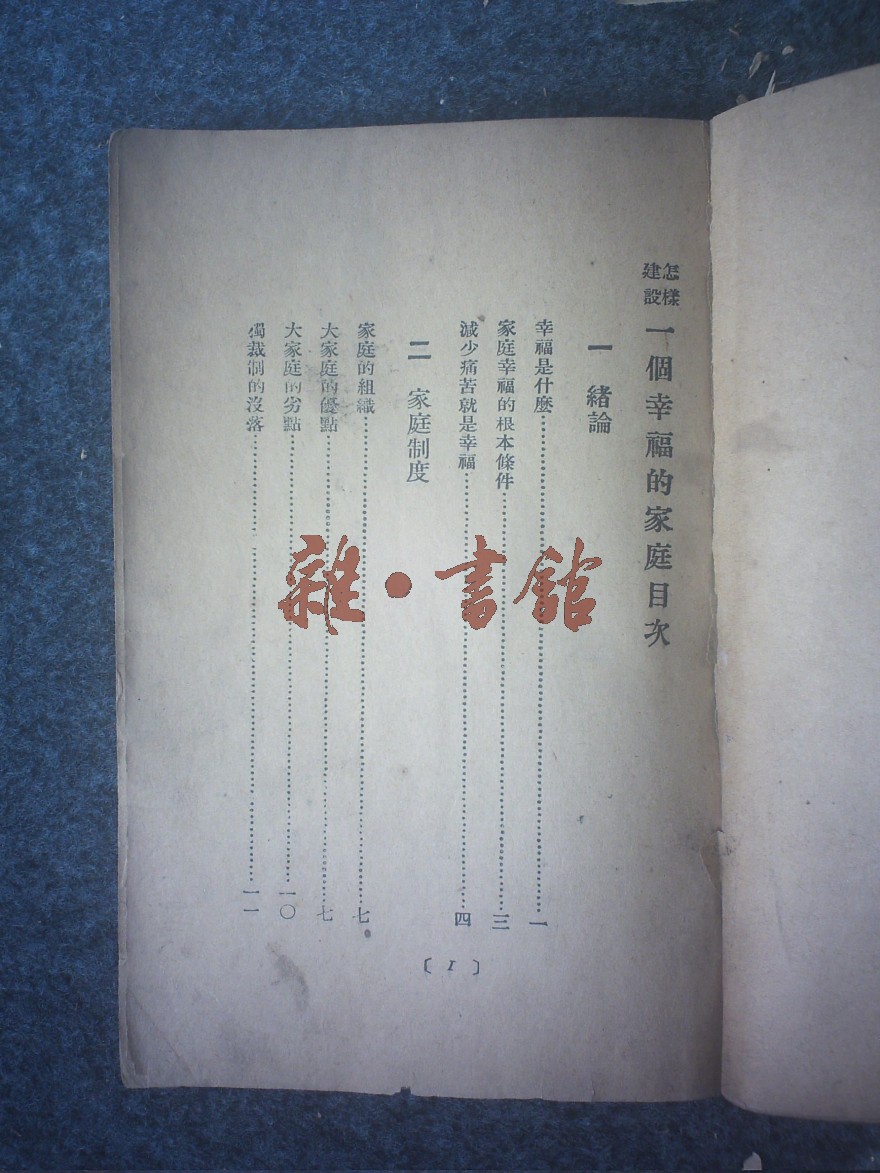 怎樣建設一個幸福的家庭目次
一 緒論
幸福是什麼……一
家庭幸福的根本條件……三
減少痛苦就是幸福……四
二 家庭制度
家庭的組織……七
大家庭的優點……七
大家庭的劣點……一〇
獨裁制的沒落……一一
〔1〕
雜·書館